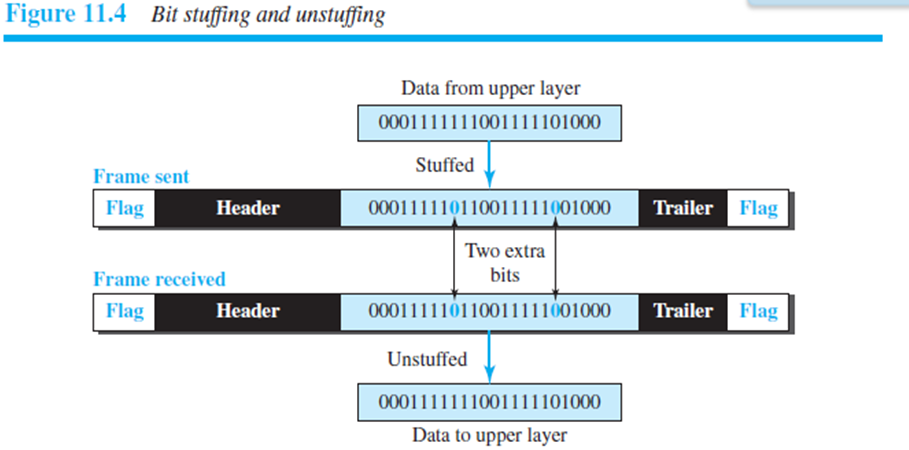 Figure 11.4 Bit stuffing and unstuffing
Data from upper layer
0001111111001111101000
Stuffed
Frame sent
Flag Header 000111110110011111001000 Trailer Flag
Two extra
bits
Frame received
Flag Header 000111110110011111001000 Trailer Flag
Unstuffed
0001111111001111101000
Data to upper layer